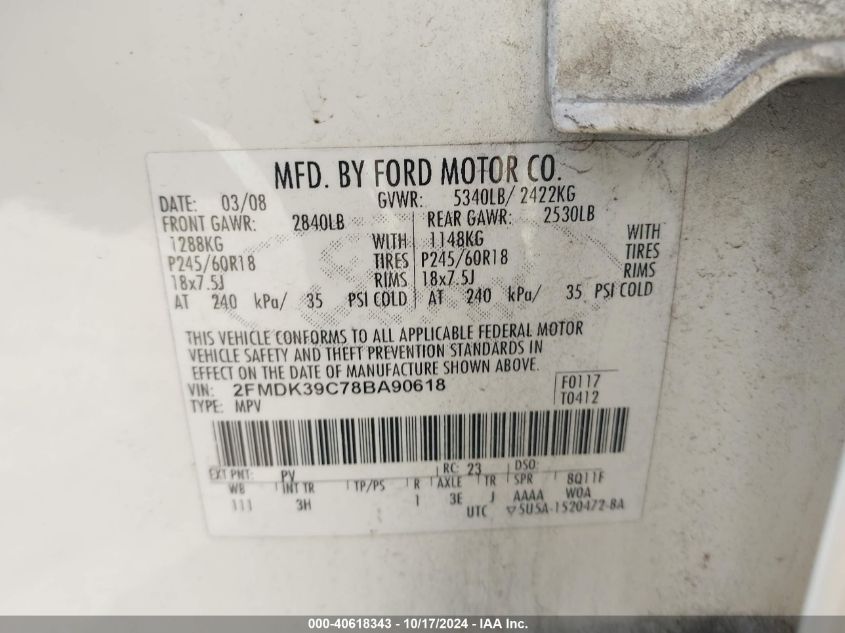 MFD. BY FORD MOTOR CO.
DATE: 03/08 GVWR: 5340LB/ 2422KG
FRONT GAWR: 2840LB REAR GAWR: 2530LB
1288KG WITH 1148KG WITH
P245/60R18 TIRES P245/60R18 TIRES
18x7.5J RIMS 18x7.5J RIMS
AT 240 kPa/ 35 PSI COLD AT 240 kPa/ 35 PSI COLD
THIS VEHICLE CONFORMS TO ALL APPLICABLE FEDERAL MOTOR
VEHICLE SAFETY AND THEFT PREVENTION STANDARDS IN
EFFECT ON THE DATE OF MANUFACTURE SHOWN ABOVE.
VIN: 2FMDK39C78BA90618 F0117
TYPE: MPV T0412
EXT PNT: PV RC: 23 DSO:
WB INT TR TP/PS R AXLE TR SPR 8Q11F
111 3H 1 3E J AAAA W0A
UTC ▽5U5A-1520472-BA
000-40618343 - 10/17/2024 - IAA Inc.